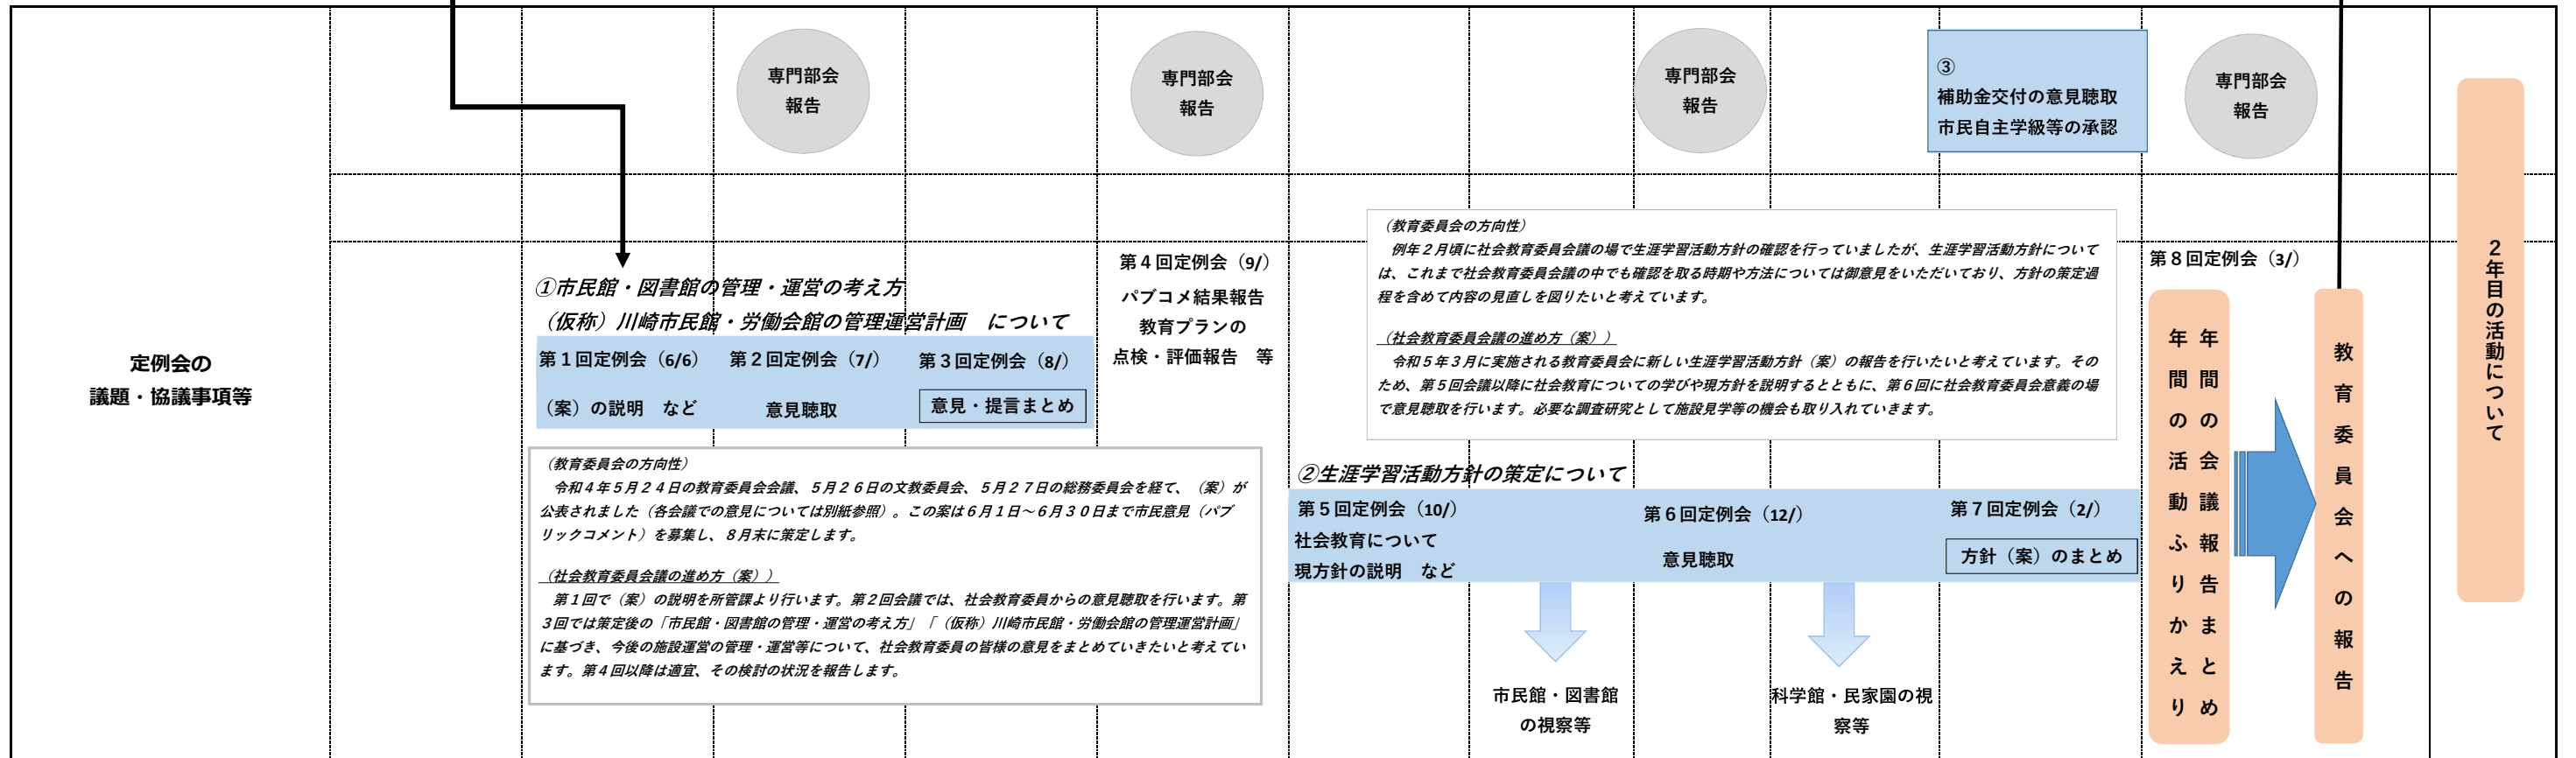 定例会の
議題・協議事項等
専門部会
報告
専門部会
報告
専門部会
報告
③
補助金交付の意見聴取
市民自主学級等の承認
専門部会
報告
①市民館・図書館の管理・運営の考え方
（仮称）川崎市民館・労働会館の管理運営計画　について
第１回定例会（6/6）
（案）の説明　など
第２回定例会（7/）
意見聴取
第３回定例会（8/）
意見・提言まとめ
（教育委員会の方向性）
　令和４年５月２４日の教育委員会会議、５月２６日の文教委員会、５月２７日の総務委員会を経て、（案）が
公表されました（各会議での意見については別紙参照）。この案は６月１日～６月３０日まで市民意見（パブ
リックコメント）を募集し、８月末に策定します。
（社会教育委員会議の進め方（案））
　第１回で（案）の説明を所管課より行います。第２回会議では、社会教育委員からの意見聴取を行います。第
３回では策定後の「市民館・図書館の管理・運営の考え方」「（仮称）川崎市民館・労働会館の管理運営計画」
に基づき、今後の施設運営の管理・運営等について、社会教育委員の皆様の意見をまとめていきたいと考えてい
ます。第４回以降は適宜、その検討の状況を報告します。
第４回定例会（9/）
パブコメ結果報告
教育プランの
点検・評価報告　等
（教育委員会の方向性）
　例年２月頃に社会教育委員会議の場で生涯学習活動方針の確認を行っていましたが、生涯学習活動方針について
は、これまで社会教育委員会議の中でも確認を取る時期や方法については御意見をいただいており、方針の策定過
程を含めて内容の見直しを図りたいと考えています。
（社会教育委員会議の進め方（案））
　令和５年３月に実施される教育委員会に新しい生涯学習活動方針（案）の報告を行いたいと考えています。その
ため、第５回会議以降に社会教育についての学びや現方針を説明するとともに、第６回に社会教育委員会意義の場
で意見聴取を行います。必要な調査研究として施設見学等の機会も取り入れていきます。
②生涯学習活動方針の策定について
第５回定例会（10/）
社会教育について
現方針の説明　など
第６回定例会（12/）
意見聴取
第７回定例会（2/）
方針（案）のまとめ
市民館・図書館
の視察等
科学館・民家園の視
察等
第８回定例会（3/）
年間の会議報告まとめ
年間の活動ふりかえり
教育委員会への報告
２年目の活動について